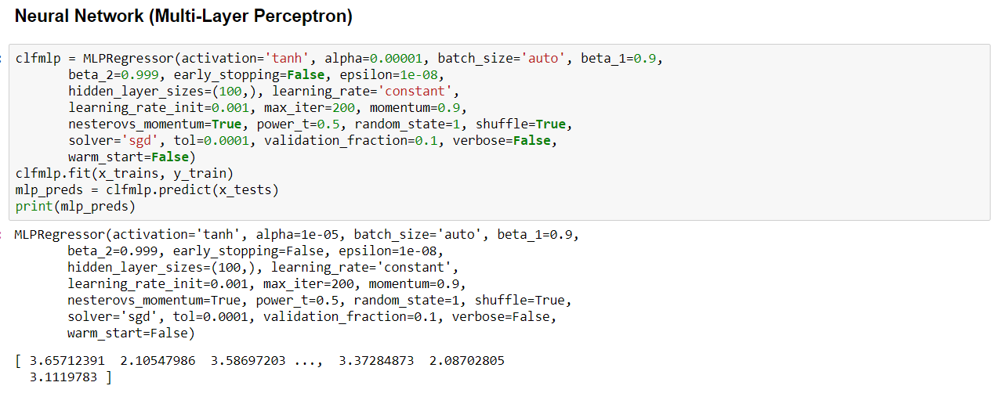 Neural Network (Multi-Layer Perceptron)
clfmlp = MLPRegressor(activation='tanh', alpha=0.00001, batch_size='auto', beta_1=0.9,
       beta_2=0.999, early_stopping=False, epsilon=1e-08,
       hidden_layer_sizes=(100,), learning_rate='constant',
       learning_rate_init=0.001, max_iter=200, momentum=0.9,
       nesterovs_momentum=True, power_t=0.5, random_state=1, shuffle=True,
       solver='sgd', tol=0.0001, validation_fraction=0.1, verbose=False,
       warm_start=False)
clfmlp.fit(x_trains, y_train)
mlp_preds = clfmlp.predict(x_tests)
print(mlp_preds)
MLPRegressor(activation='tanh', alpha=1e-05, batch_size='auto', beta_1=0.9,
       beta_2=0.999, early_stopping=False, epsilon=1e-08,
       hidden_layer_sizes=(100,), learning_rate='constant',
       learning_rate_init=0.001, max_iter=200, momentum=0.9,
       nesterovs_momentum=True, power_t=0.5, random_state=1, shuffle=True,
       solver='sgd', tol=0.0001, validation_fraction=0.1, verbose=False,
       warm_start=False)
[ 3.65712391  2.10547986  3.58697203 ...,  3.37284873  2.08702805
  3.1119783 ]